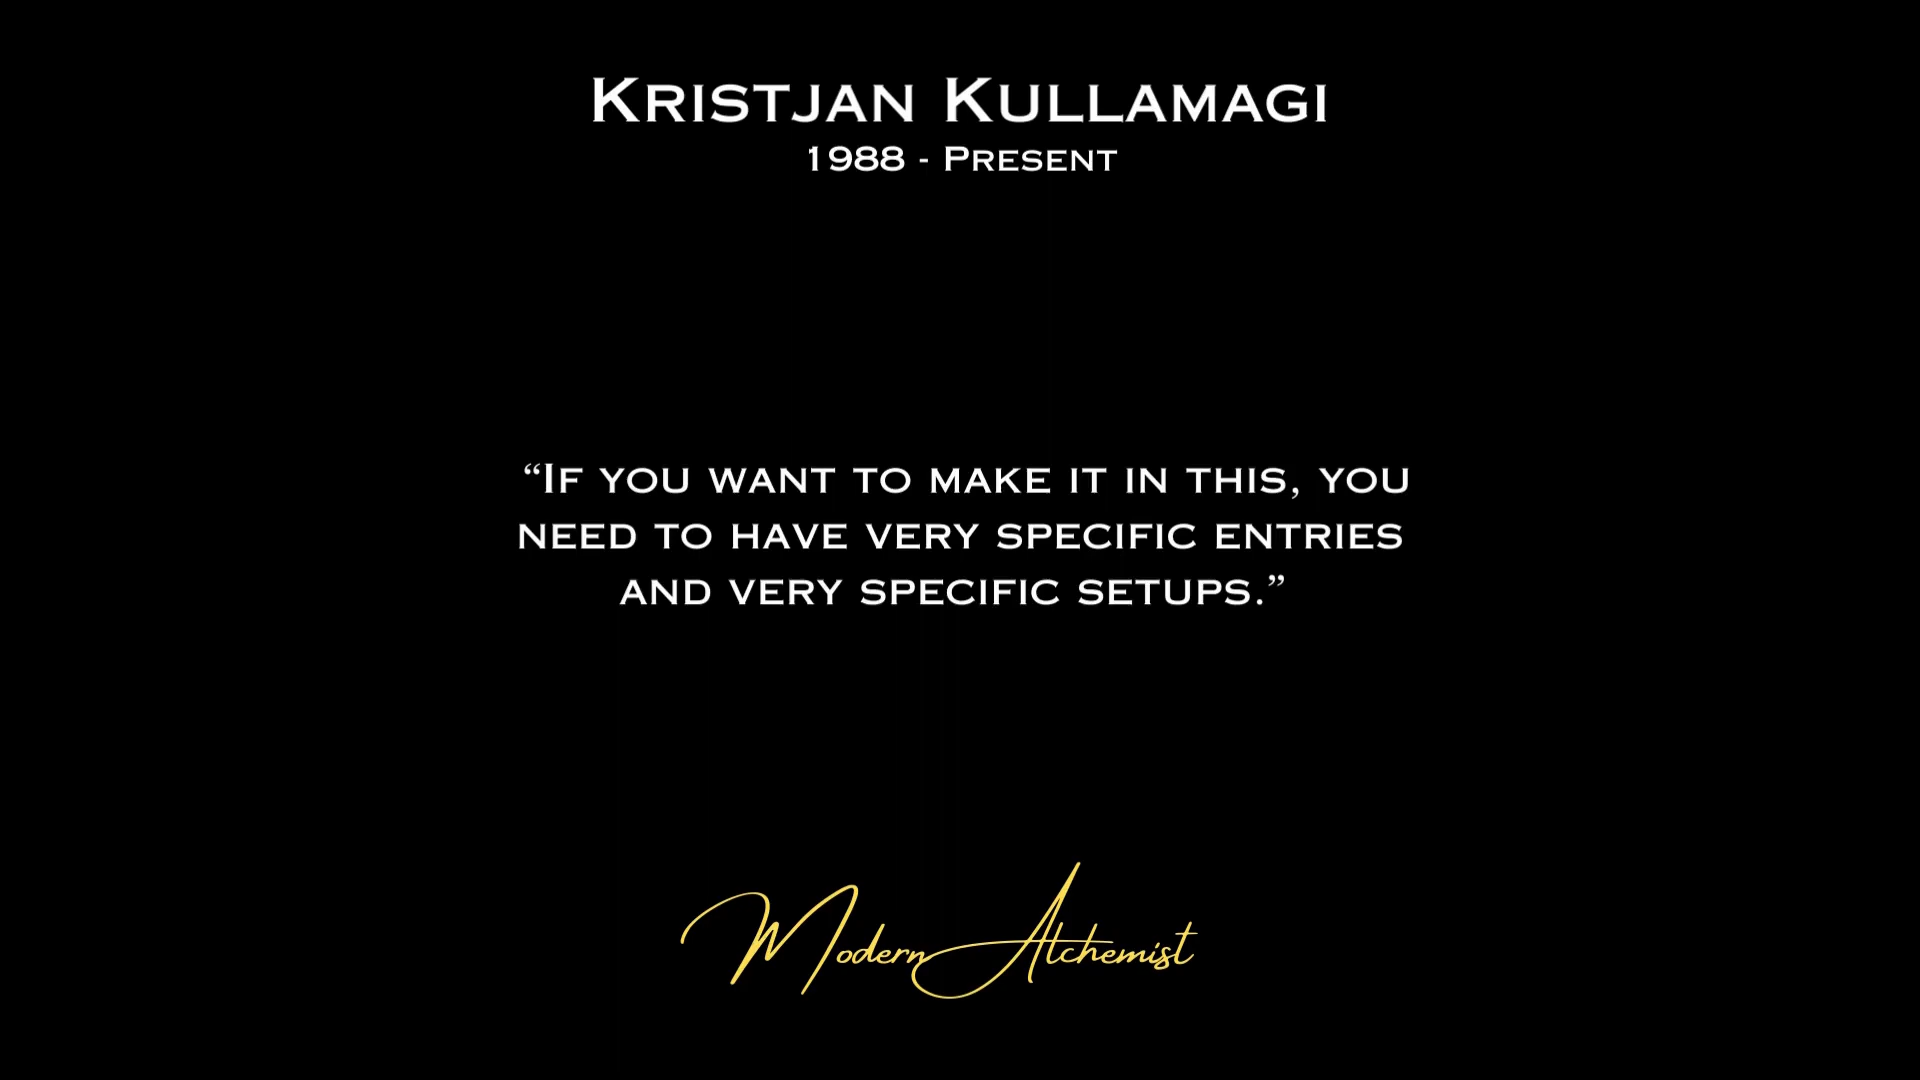 Kristjan Kullamagi
1988 - Present
“If you want to make it in this, you
need to have very specific entries
and very specific setups.”
Modern Alchemist